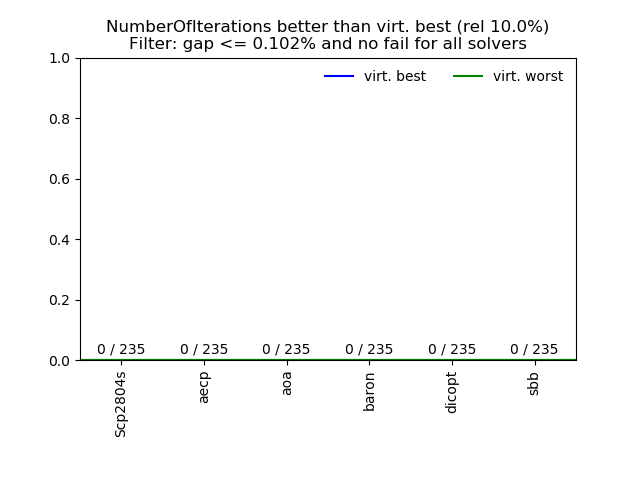 NumberOfIterations better than virt. best (rel 10.0%)
Filter: gap <= 0.102% and no fail for all solvers
virt. best
virt. worst
1.0
0.8
0.6
0.4
0.2
0.0
0 / 235
0 / 235
0 / 235
0 / 235
0 / 235
0 / 235
Scp2804s
aecp
aoa
baron
dicopt
sbb